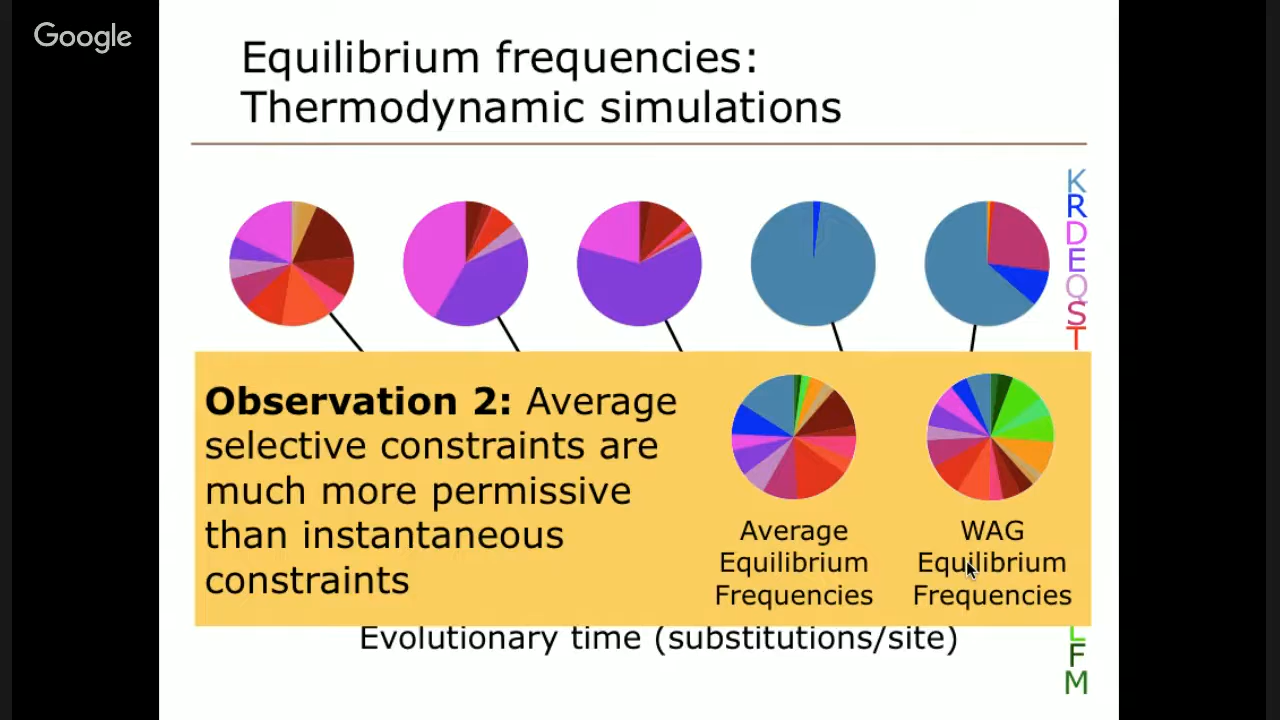 Google
Equilibrium frequencies:
Thermodynamic simulations
K
R
D
E
Q
S
T
Observation 2: Average
selective constraints are
much more permissive
than instantaneous
constraints
Average
Equilibrium
Frequencies
WAG
Equilibrium
Frequencies
Evolutionary time (substitutions/site)
L
F
M